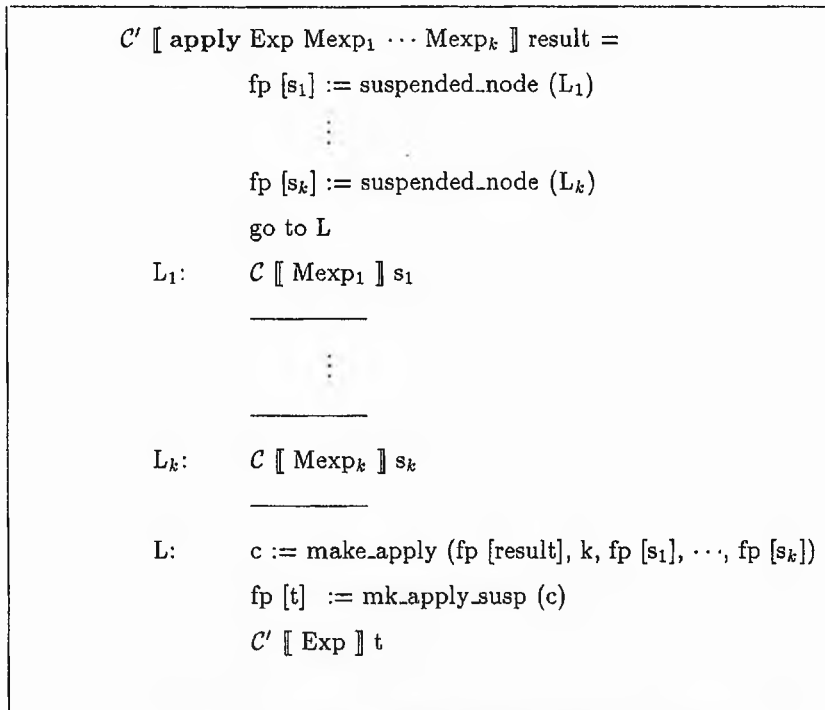 𝒞′ ⟦ apply Exp Mexp₁ ⋯ Mexpₖ ⟧ result =
fp [s₁] := suspended_node (L₁)
⋮
fp [sₖ] := suspended_node (Lₖ)
go to L
L₁: 𝒞 ⟦ Mexp₁ ⟧ s₁
⋮
Lₖ: 𝒞 ⟦ Mexpₖ ⟧ sₖ
L: c := make_apply (fp [result], k, fp [s₁], ⋯, fp [sₖ])
fp [t] := mk_apply_susp (c)
𝒞′ ⟦ Exp ⟧ t